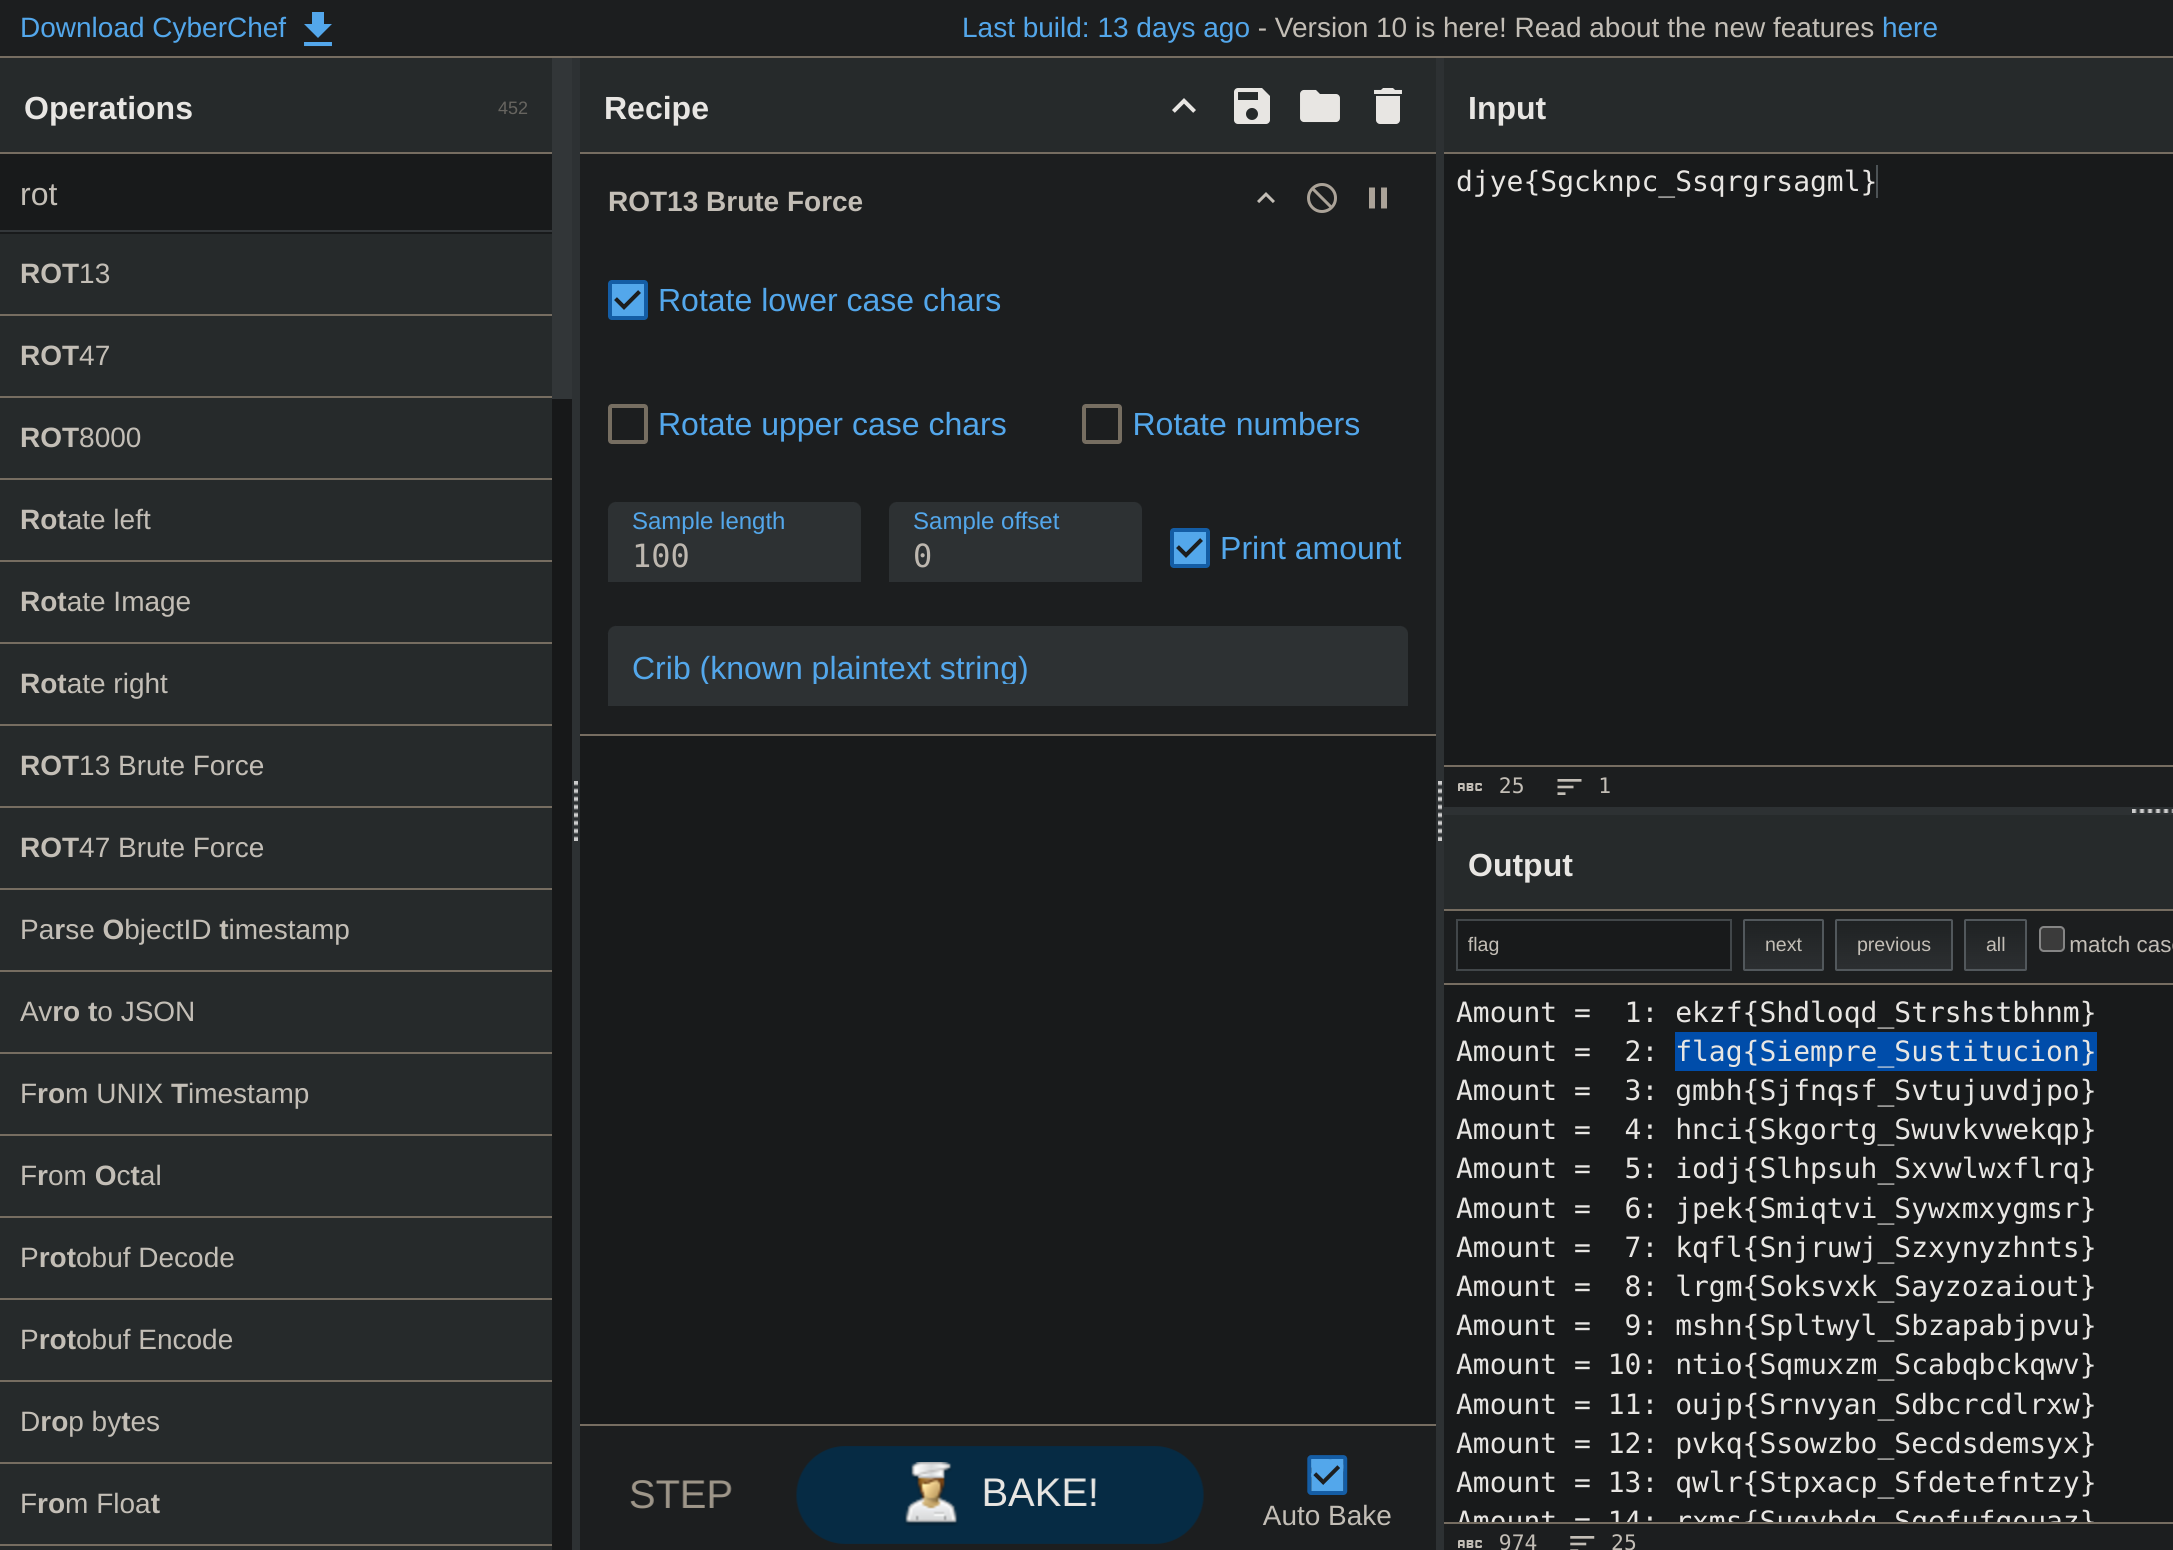 Download CyberChef
Last build: 13 days ago - Version 10 is here! Read about the new features here
Operations 452
rot
ROT13
ROT47
ROT8000
Rotate left
Rotate Image
Rotate right
ROT13 Brute Force
ROT47 Brute Force
Parse ObjectID timestamp
Avro to JSON
From UNIX Timestamp
From Octal
Protobuf Decode
Protobuf Encode
Drop bytes
From Float
Recipe
ROT13 Brute Force
Rotate lower case chars
Rotate upper case chars Rotate numbers
Sample length Sample offset
100 0 Print amount
Crib (known plaintext string)
STEP BAKE!
Auto Bake
Input
djye{Sgcknpc_Ssqrgrsagml}
ABC 25 1
Output
flag next previous all match cas
Amount = 1: ekzf{Shdloqd_Strshstbhnm}
Amount = 2: flag{Siempre_Sustitucion}
Amount = 3: gmbh{Sjfnqsf_Svtujuvdjpo}
Amount = 4: hnci{Skgortg_Swuvkvwekqp}
Amount = 5: iodj{Slhpsuh_Sxvwlwxflrq}
Amount = 6: jpek{Smiqtvi_Sywxmxygmsr}
Amount = 7: kqfl{Snjruwj_Szxynyzhnts}
Amount = 8: lrgm{Soksvxk_Sayzozaiout}
Amount = 9: mshn{Spltwyl_Sbzapabjpvu}
Amount = 10: ntio{Sqmuxzm_Scabqbckqwv}
Amount = 11: oujp{Srnvyan_Sdbcrcdlrxw}
Amount = 12: pvkq{Ssowzbo_Secdsdemsyx}
Amount = 13: qwlr{Stpxacp_Sfdetefntzy}
Amount = 14: rxms{Suqybdq_Sgefufgouaz}
ABC 974 25